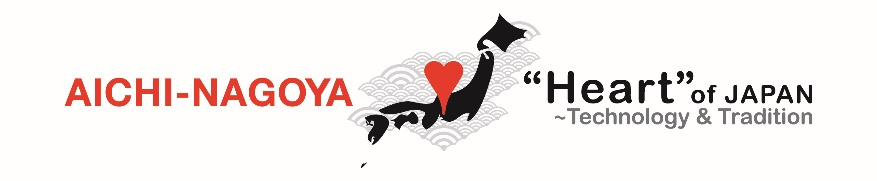 AICHI-NAGOYA
“Heart” of JAPAN
~Technology & Tradition